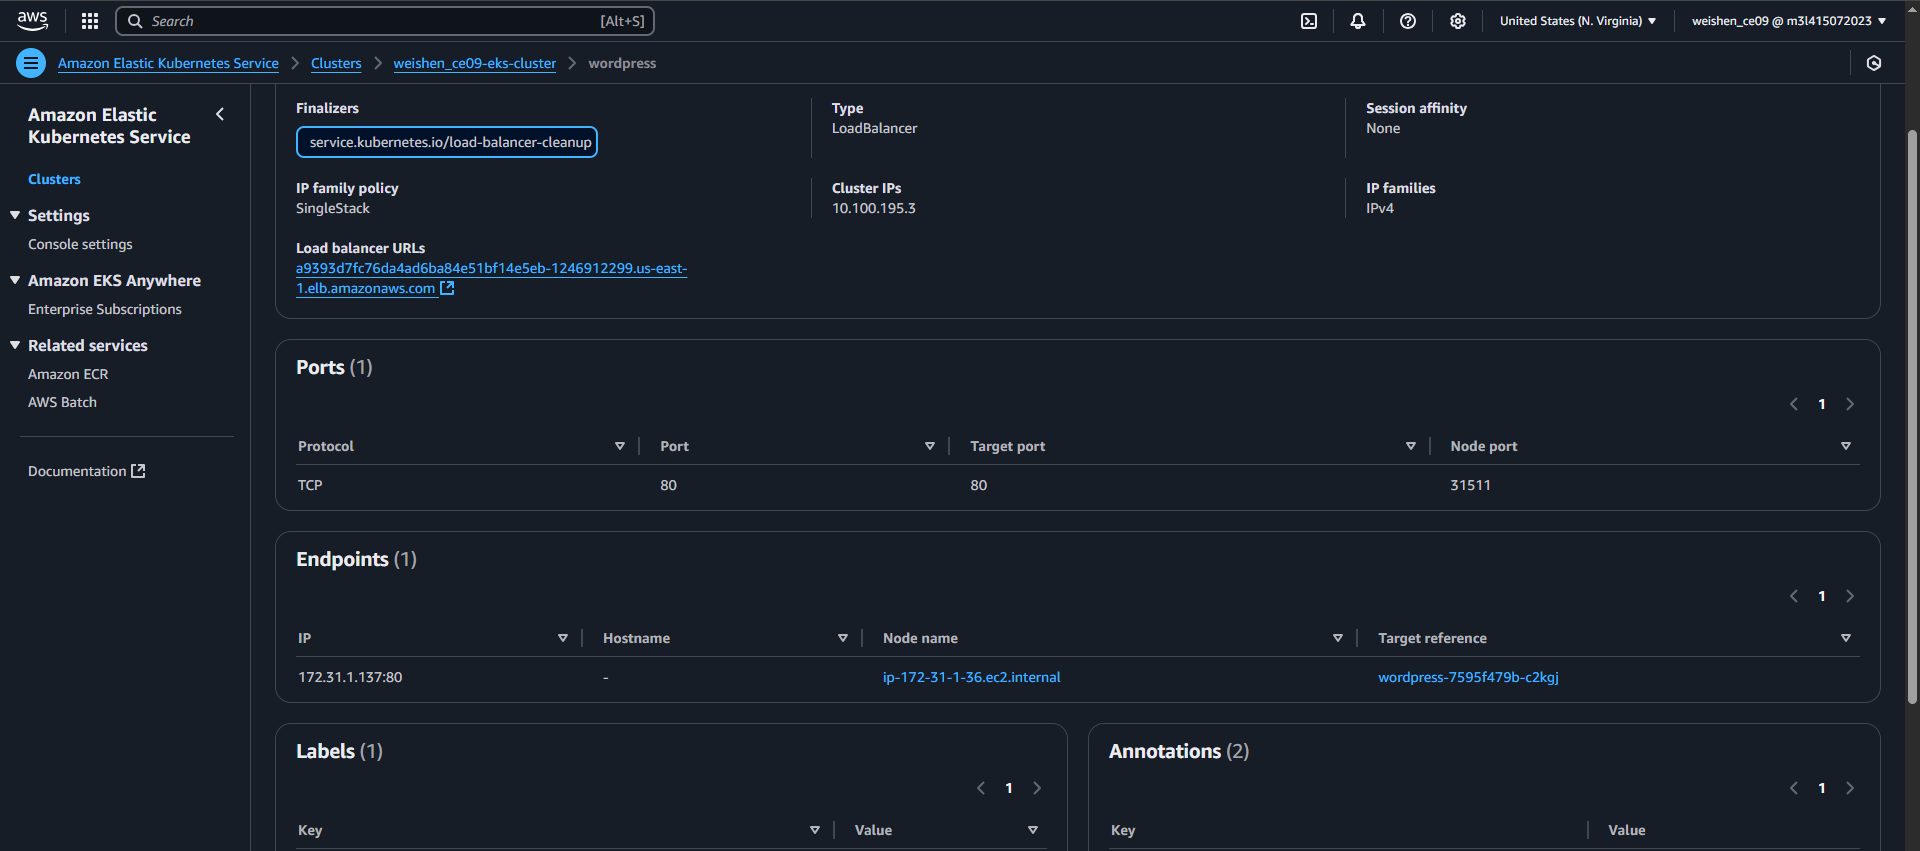 aws
Search [Alt+S]
United States (N. Virginia)
weishen_ce09 @ m3l415072023
Amazon Elastic Kubernetes Service
Clusters
weishen_ce09-eks-cluster
wordpress
Amazon Elastic
Kubernetes Service
Clusters
Settings
Console settings
Amazon EKS Anywhere
Enterprise Subscriptions
Related services
Amazon ECR
AWS Batch
Documentation
Finalizers
service.kubernetes.io/load-balancer-cleanup
Type
LoadBalancer
Session affinity
None
IP family policy
SingleStack
Cluster IPs
10.100.195.3
IP families
IPv4
Load balancer URLs
a9393d7fc76da4ad6ba84e51bf14e5eb-1246912299.us-east-
1.elb.amazonaws.com
Ports (1)
1
Protocol Port Target port Node port
TCP 80 80 31511
Endpoints (1)
1
IP Hostname Node name Target reference
172.31.1.137:80 - ip-172-31-1-36.ec2.internal wordpress-7595f479b-c2kgj
Labels (1)
1
Key Value
Annotations (2)
1
Key Value